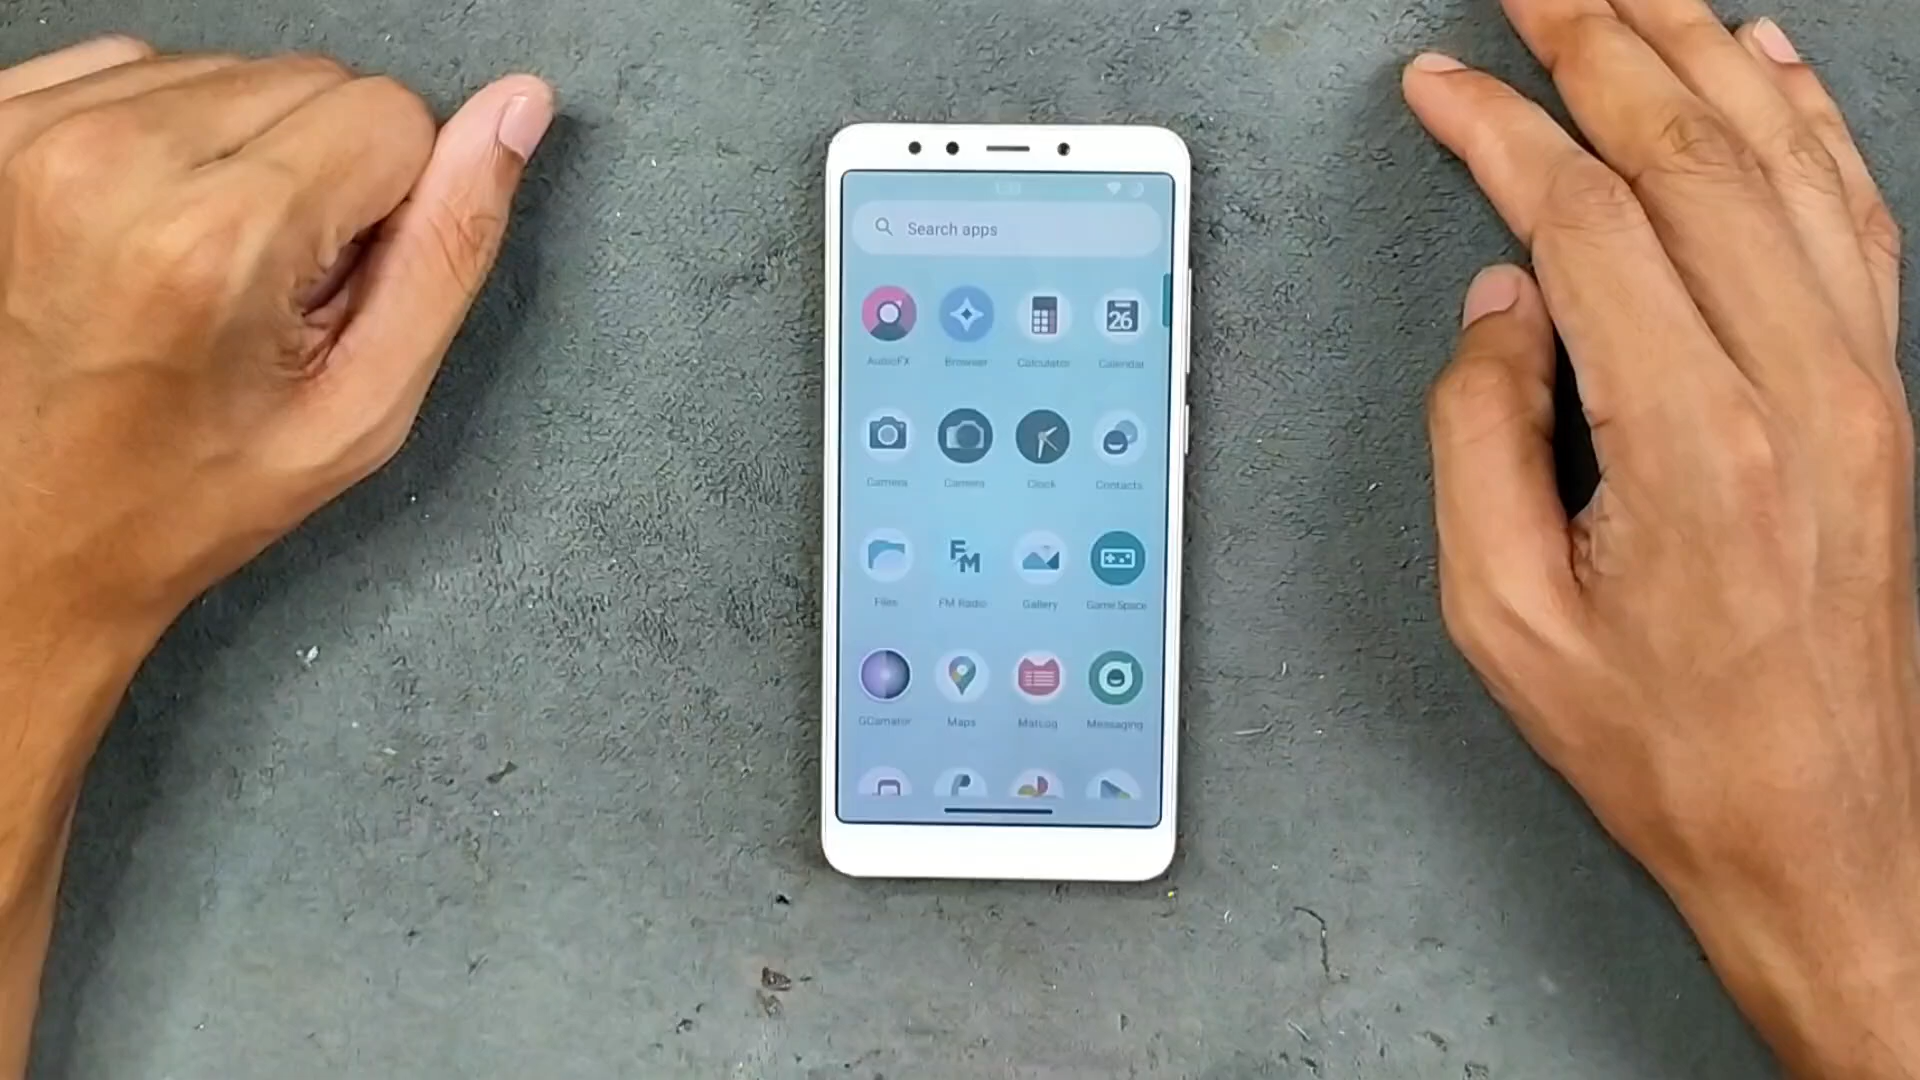 Search apps
AudioFX Browser Calculator Calendar
26
Camera Camera Clock Contacts
FM
Files FM Radio Gallery Game Space
GCamator Maps MatLog Messaging